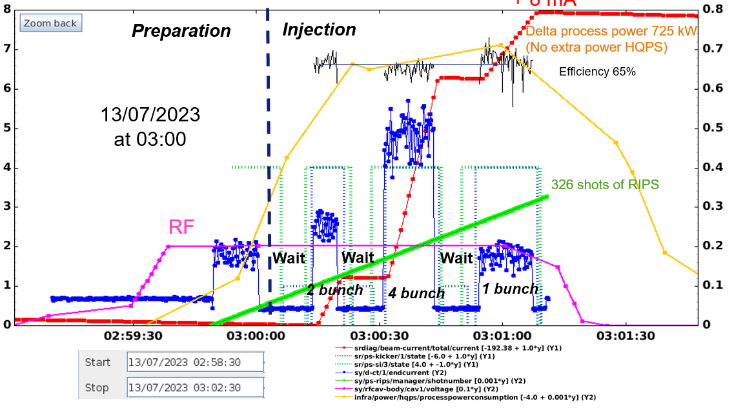 + 8 mA
8
0.8
Zoom back
Preparation
Injection
Delta process power 725 kW
(No extra power HQPS)
7
0.7
Efficiency 65%
6
0.6
13/07/2023
at 03:00
5
0.5
4
0.4
326 shots of RIPS
3
0.3
RF
2
0.2
Wait
Wait
Wait
2 bunch
4 bunch
1 bunch
1
0.1
0
0
02:59:30
03:00:00
03:00:30
03:01:00
03:01:30
Start
13/07/2023 02:58:30
Stop
13/07/2023 03:02:30
srdiag/beam-current/total/current [-192.38 + 1.0*y] (Y1)
sr/ps-kicker/1/state [-6.0 + 1.0*y] (Y1)
sr/ps-si/3/state [4.0 + -1.0*y] (Y1)
sy/d-ct/1/endcurrent (Y2)
sy/ps-rips/manager/shotnumber [0.001*y] (Y2)
sy/rfcav-body/cav1/voltage [0.1*y] (Y2)
infra/power/hqps/processpowerconsumption [-4.0 + 0.001*y] (Y2)